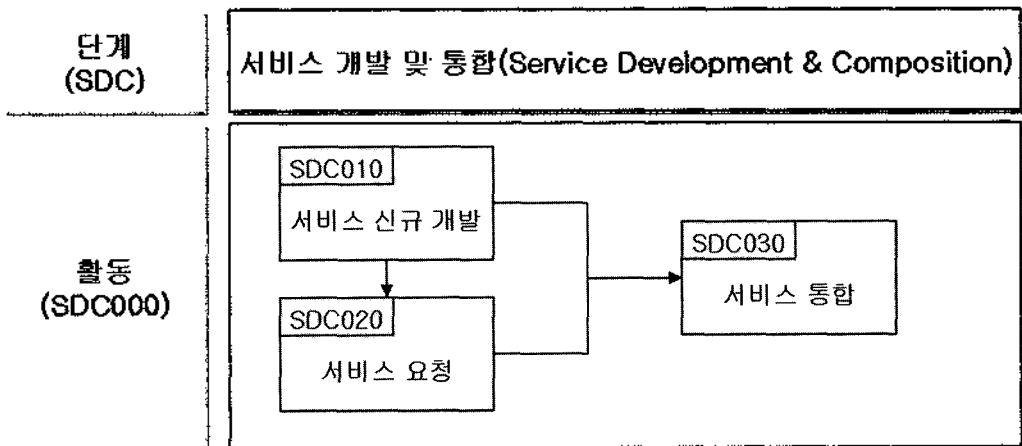 단계
(SDC)
서비스 개발 및 통합(Service Development & Composition)
활동
(SDC000)
SDC010
서비스 신규 개발
SDC020
서비스 요청
SDC030
서비스 통합